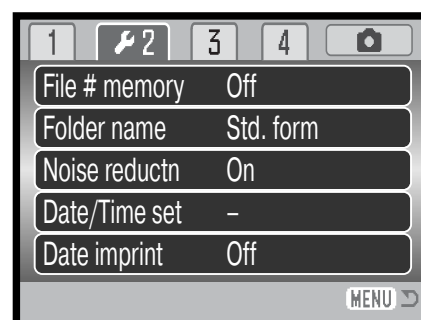 1 2 3 4
File # memory Off
Folder name Std. form
Noise reductn On
Date/Time set –
Date imprint Off
MENU